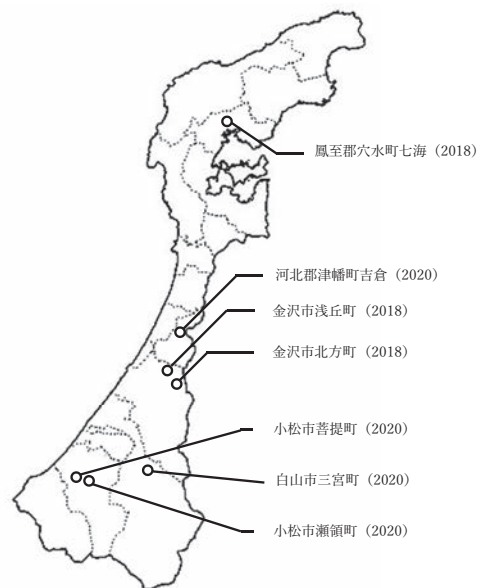 鳳至郡穴水町七海（2018）
河北郡津幡町吉倉（2020）
金沢市浅丘町（2018）
金沢市北方町（2018）
小松市菩提町（2020）
白山市三宮町（2020）
小松市瀬領町（2020）